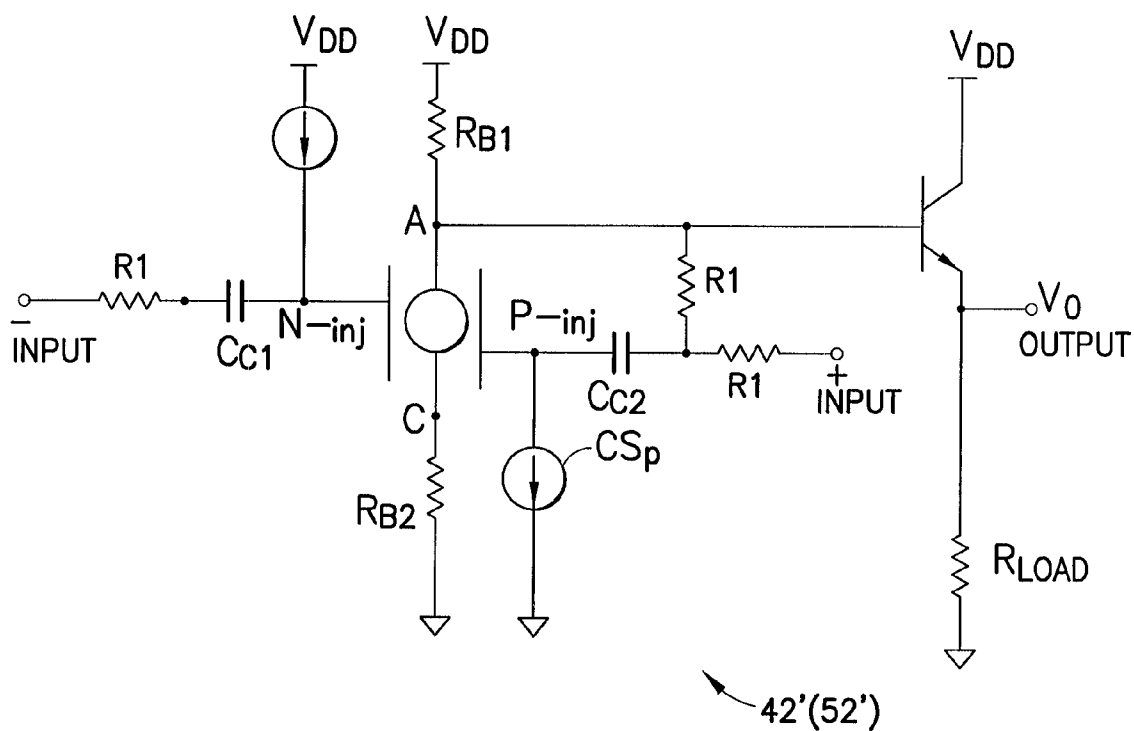 VDD
VDD
VDD
RB1
A
R1
R1
N-inj
P-inj
VO
OUTPUT
-
INPUT
CC1
CC2
R1
+
INPUT
C
CSp
RB2
RLOAD
42'(52')